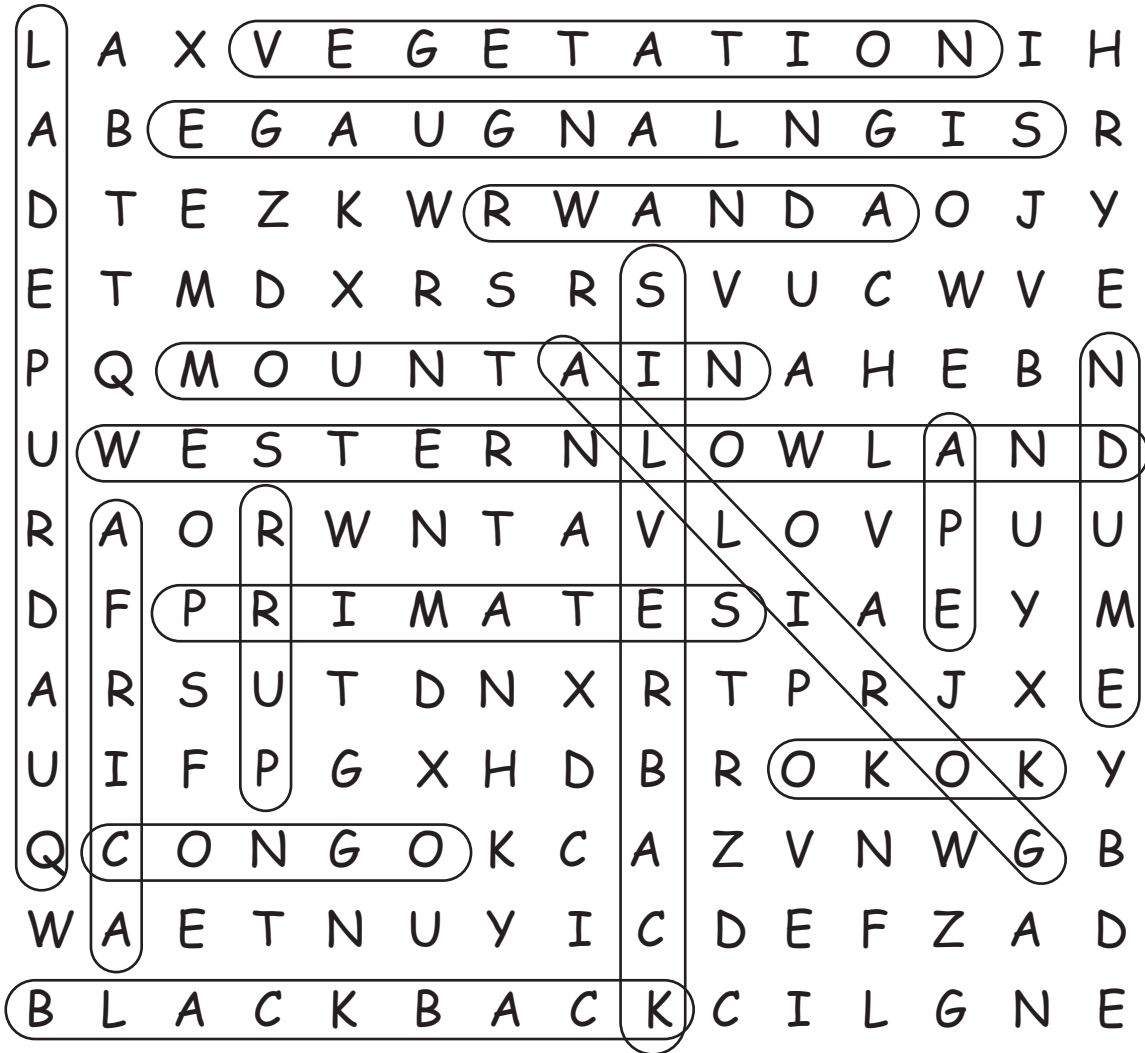 L A X V E G E T A T I O N I H
A B E G A U G N A L N G I S R
D T E Z K W R W A N D A O J Y
E T M D X R S R S V U C W V E
P Q M O U N T A I N A H E B N
U W E S T E R N L O W L A N D
R A O R W N T A V L O V P U U
D F P R I M A T E S I A E Y M
A R S U T D N X R T P R J X E
U I F P G X H D B R O K O K Y
Q C O N G O K C A Z V N W G B
W A E T N U Y I C D E F Z A D
B L A C K B A C K C I L G N E